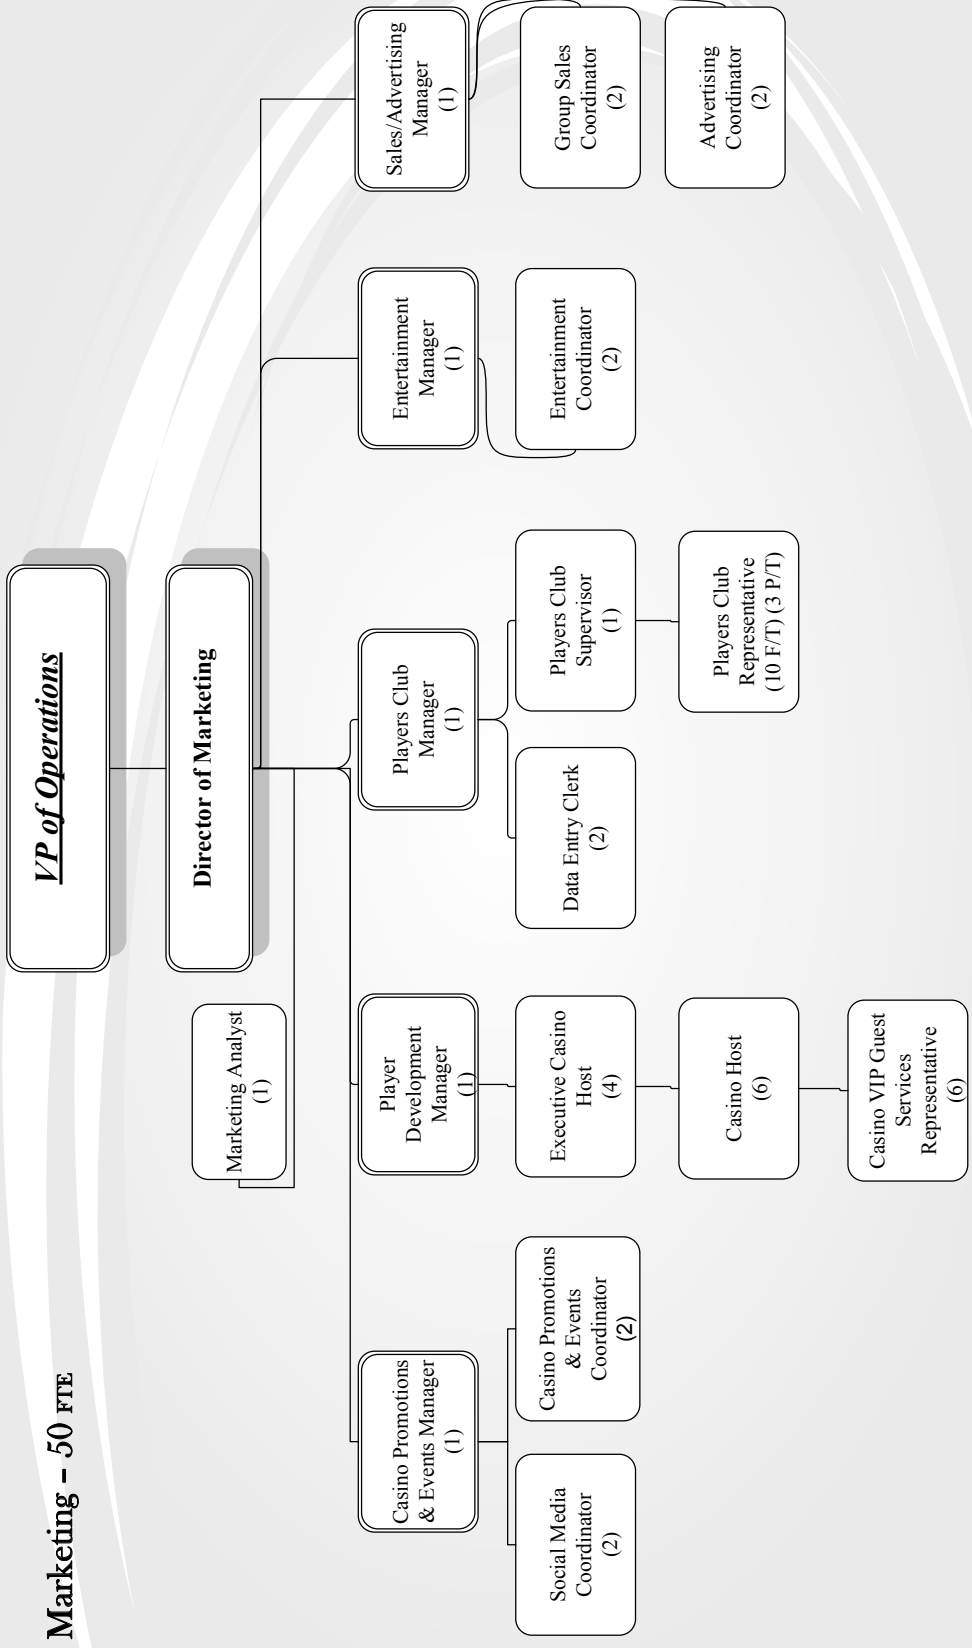 Marketing – 50 FTE
VP of Operations
Director of Marketing
Marketing Analyst
(1)
Casino Promotions
& Events Manager
(1)
Player
Development
Manager
(1)
Players Club
Manager
(1)
Entertainment
Manager
(1)
Sales/Advertising
Manager
(1)
Social Media
Coordinator
(2)
Casino Promotions
& Events
Coordinator
(2)
Executive Casino
Host
(4)
Data Entry Clerk
(2)
Players Club
Supervisor
(1)
Entertainment
Coordinator
(2)
Group Sales
Coordinator
(2)
Casino Host
(6)
Players Club
Representative
(10 F/T) (3 P/T)
Advertising
Coordinator
(2)
Casino VIP Guest
Services
Representative
(6)